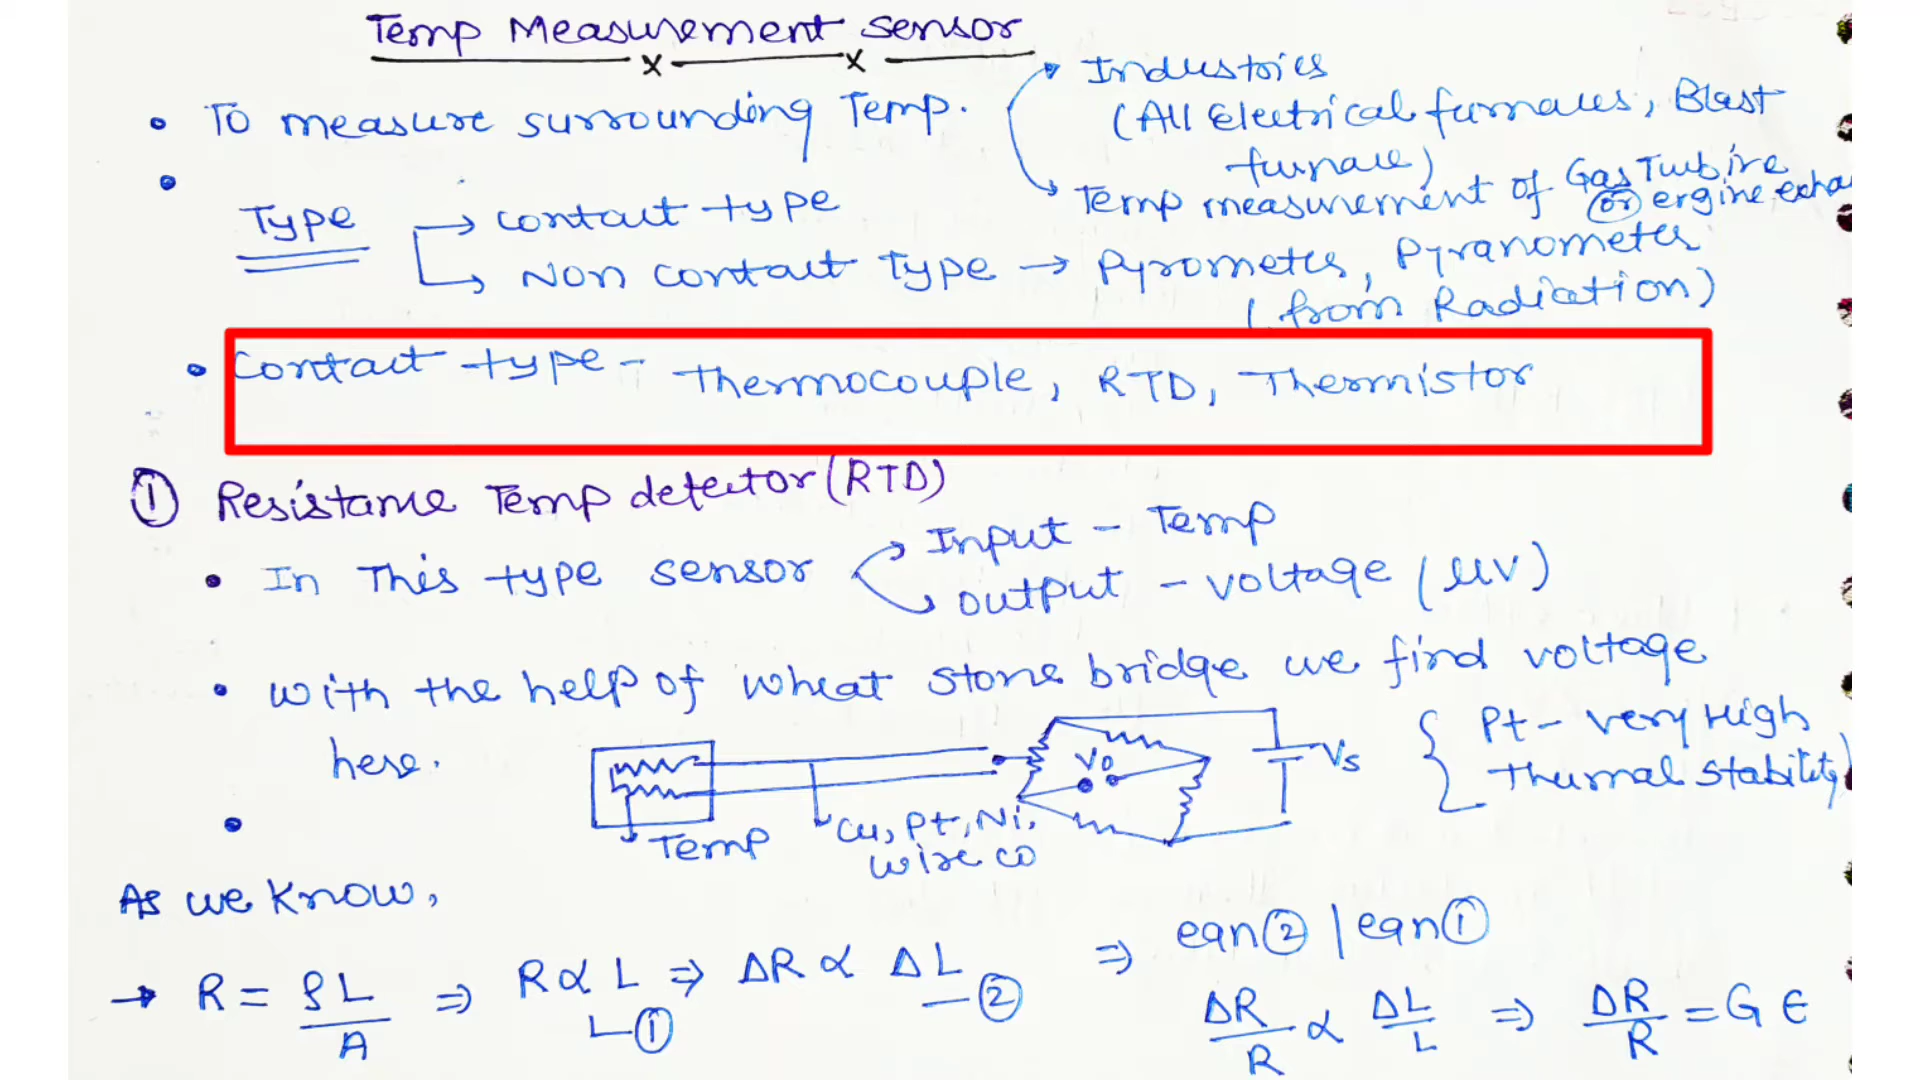 Temp Measurement Sensor
• To measure surrounding Temp.
Industries
(All Electrical furnaces, Blast
furnace)
Temp measurement of Gas Turbine
or engine exha
• Type → contact type
→ Non contact Type → Pyrometer, Pyranometer
(from Radiation)
• Contact type - Thermocouple, RTD, Thermistor
① Resistance Temp detector (RTD)
• In This type sensor
Input - Temp
output - voltage (μV)
• with the help of wheat stone bridge we find voltage
here.
Vo
Vs
Pt - very High
thermal stability
Temp
Cu, Pt, Ni,
wire co
As we know,
→ R = ρL/A ⇒ R α L ⇒ ΔR α ΔL —②
└①
⇒ eqn② | eqn①
ΔR/R α ΔL/L ⇒ ΔR/R = G ϵ